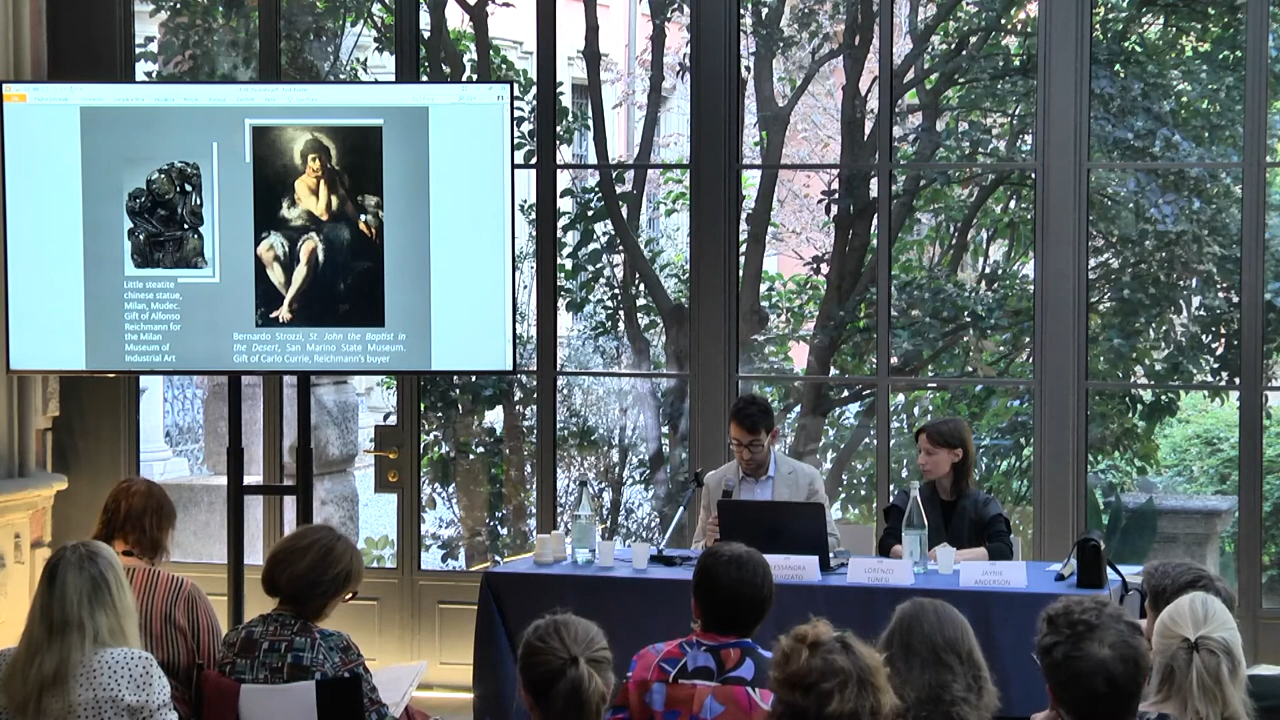 Little steatite
chinese statue,
Milan, Mudec.
Gift of Alfonso
Reichmann for
the Milan
Museum of
Industrial Art
Bernardo Strozzi, St. John the Baptist in
the Desert, San Marino State Museum.
Gift of Carlo Currie, Reichmann's buyer
LORENZO
TUNESI
JAYNIE
ANDERSON